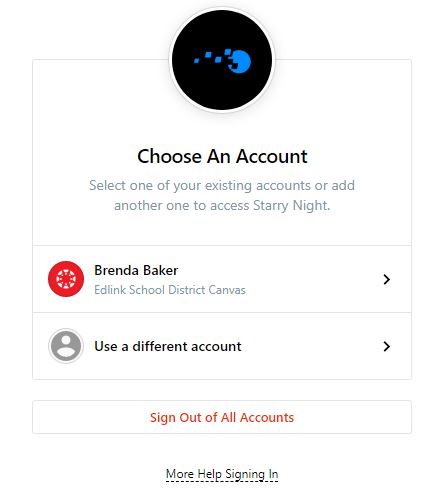 Choose An Account
Select one of your existing accounts or add
another one to access Starry Night.
Brenda Baker
Edlink School District Canvas
Use a different account
Sign Out of All Accounts
More Help Signing In